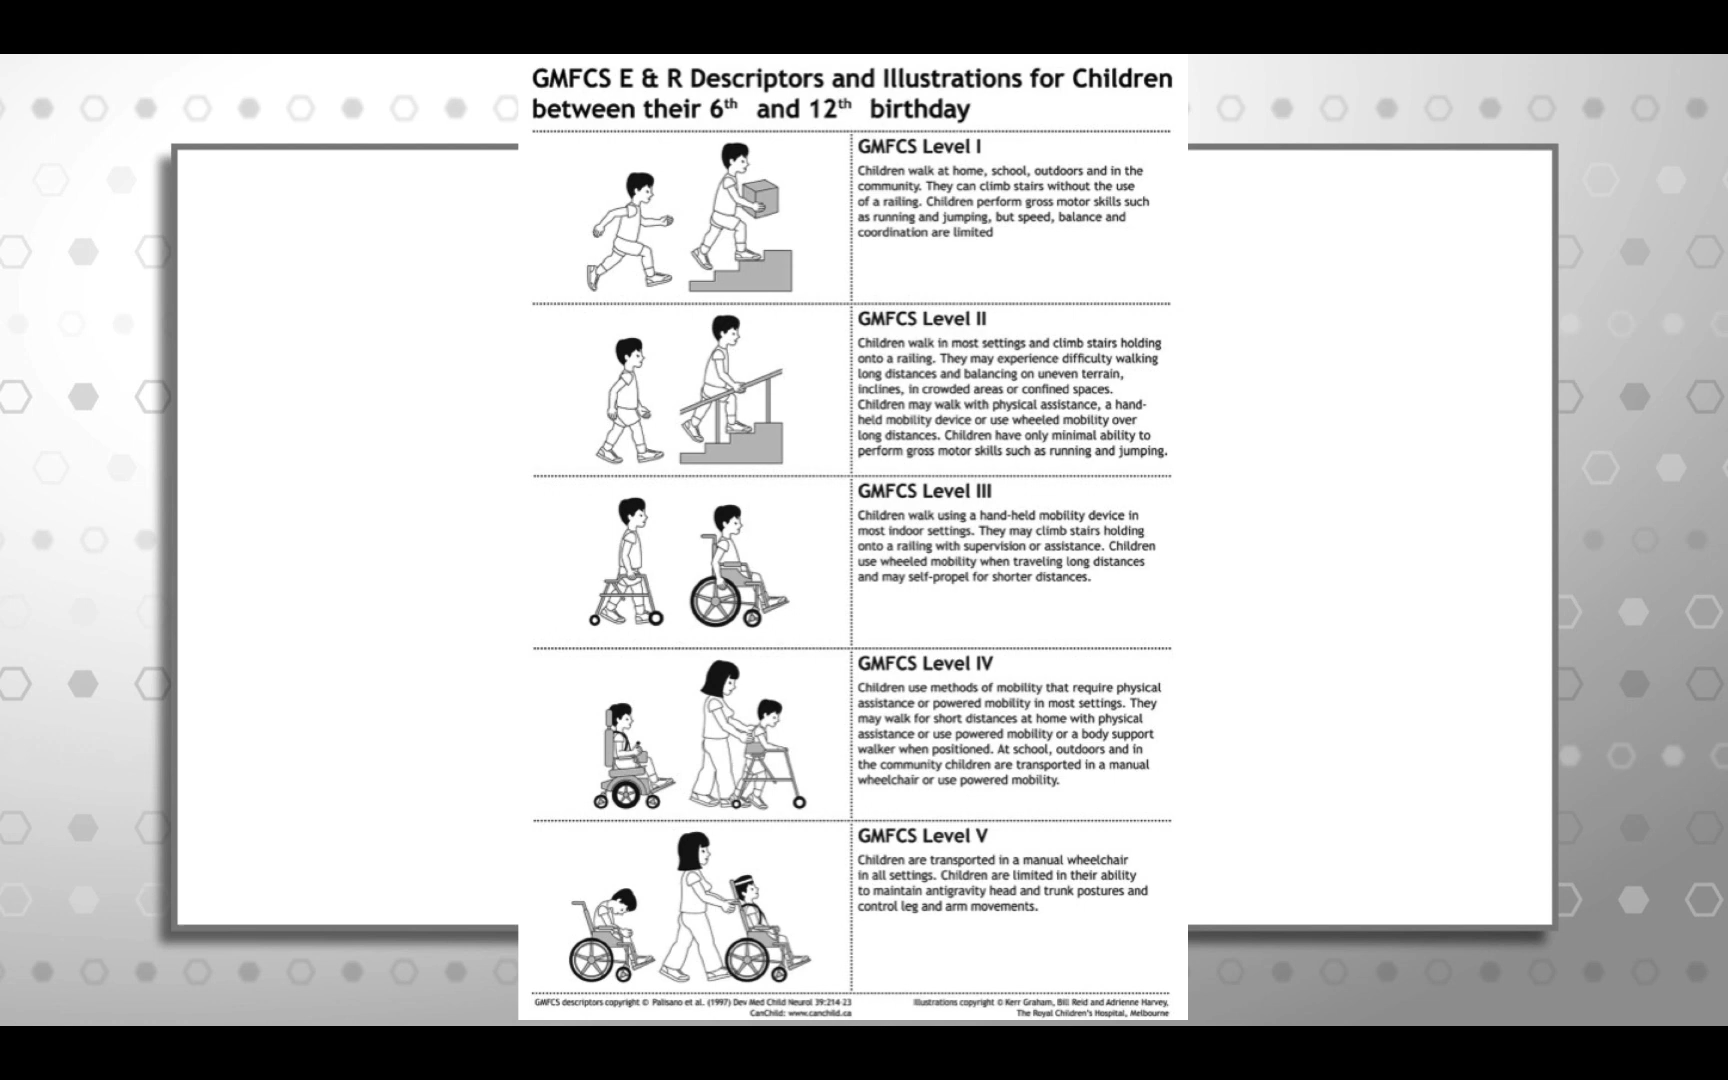 GMFCS E & R Descriptors and Illustrations for Children
between their 6th and 12th birthday
GMFCS Level I
Children walk at home, school, outdoors and in the
community. They can climb stairs without the use
of a railing. Children perform gross motor skills such
as running and jumping, but speed, balance and
coordination are limited
GMFCS Level II
Children walk in most settings and climb stairs holding
onto a railing. They may experience difficulty walking
long distances and balancing on uneven terrain,
inclines, in crowded areas or confined spaces.
Children may walk with physical assistance, a hand-
held mobility device or use wheeled mobility over
long distances. Children have only minimal ability to
perform gross motor skills such as running and jumping.
GMFCS Level III
Children walk using a hand-held mobility device in
most indoor settings. They may climb stairs holding
onto a railing with supervision or assistance. Children
use wheeled mobility when traveling long distances
and may self-propel for shorter distances.
GMFCS Level IV
Children use methods of mobility that require physical
assistance or powered mobility in most settings. They
may walk for short distances at home with physical
assistance or use powered mobility or a body support
walker when positioned. At school, outdoors and in
the community children are transported in a manual
wheelchair or use powered mobility.
GMFCS Level V
Children are transported in a manual wheelchair
in all settings. Children are limited in their ability
to maintain antigravity head and trunk postures and
control leg and arm movements.
GMFCS descriptors copyright © Palisano et al. (1997) Dev Med Child Neurol 39:214-23
CanChild: www.canchild.ca
Illustrations copyright © Kerr Graham, Bill Reid and Adrienne Harvey,
The Royal Children's Hospital, Melbourne